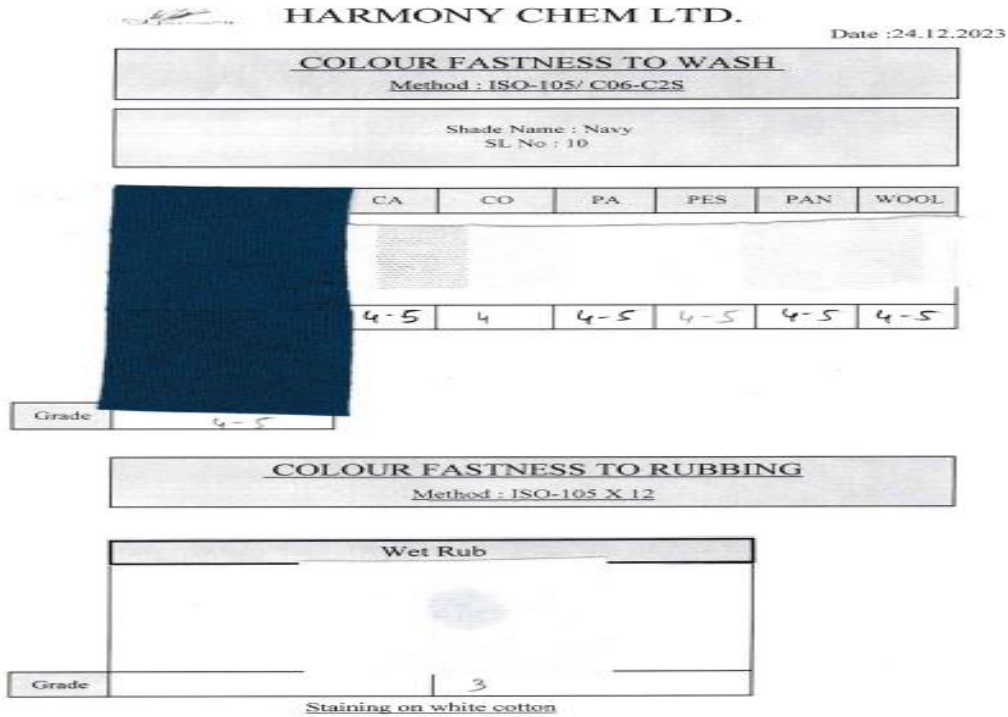 HARMONY CHEM LTD.
Date :24.12.2023
COLOUR FASTNESS TO WASH
Method : ISO-105/ C06-C2S
Shade Name : Navy
SL No : 10
CA CO PA PES PAN WOOL
4-5 4 4-5 4-5 4-5 4-5
Grade 4-5
COLOUR FASTNESS TO RUBBING
Method : ISO-105 X 12
Wet Rub
Grade 3
Staining on white cotton